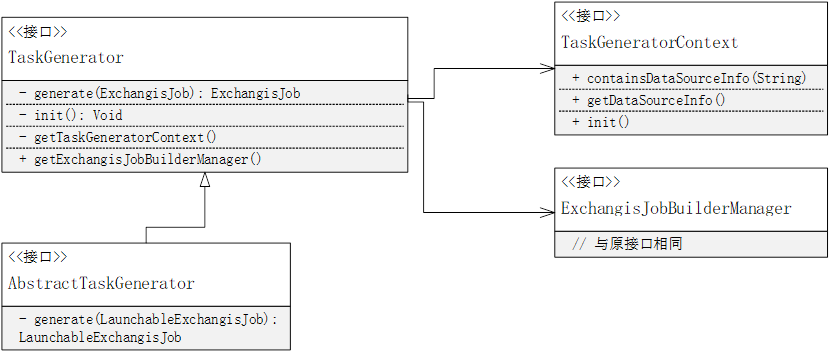 <<接口>>
TaskGenerator
- generate(ExchangisJob): ExchangisJob
- init(): Void
- getTaskGeneratorContext()
+ getExchangisJobBuilderManager()
<<接口>>
TaskGeneratorContext
+ containsDataSourceInfo(String)
+ getDataSourceInfo()
+ init()
<<接口>>
ExchangisJobBuilderManager
// 与原接口相同
<<接口>>
AbstractTaskGenerator
- generate(LaunchableExchangisJob):
LaunchableExchangisJob